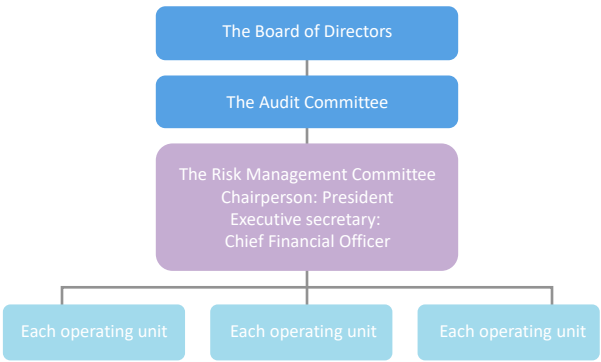 The Board of Directors
The Audit Committee
The Risk Management Committee
Chairperson: President
Executive secretary:
Chief Financial Officer
Each operating unit
Each operating unit
Each operating unit